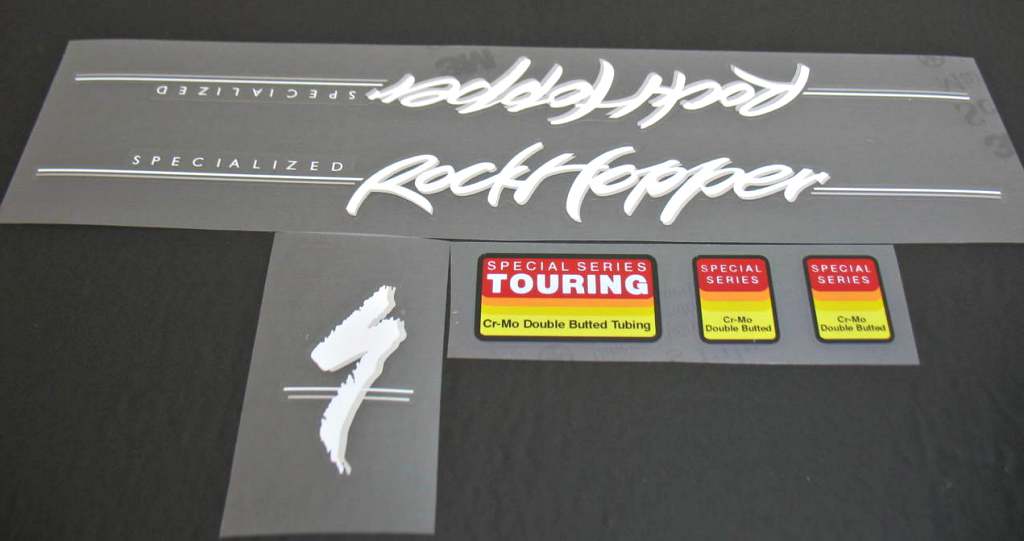 SPECIALIZED
RockHopper
SPECIALIZED
RockHopper
SPECIAL SERIES
TOURING
Cr-Mo Double Butted Tubing
SPECIAL
SERIES
Cr-Mo
Double Butted
SPECIAL
SERIES
Cr-Mo
Double Butted